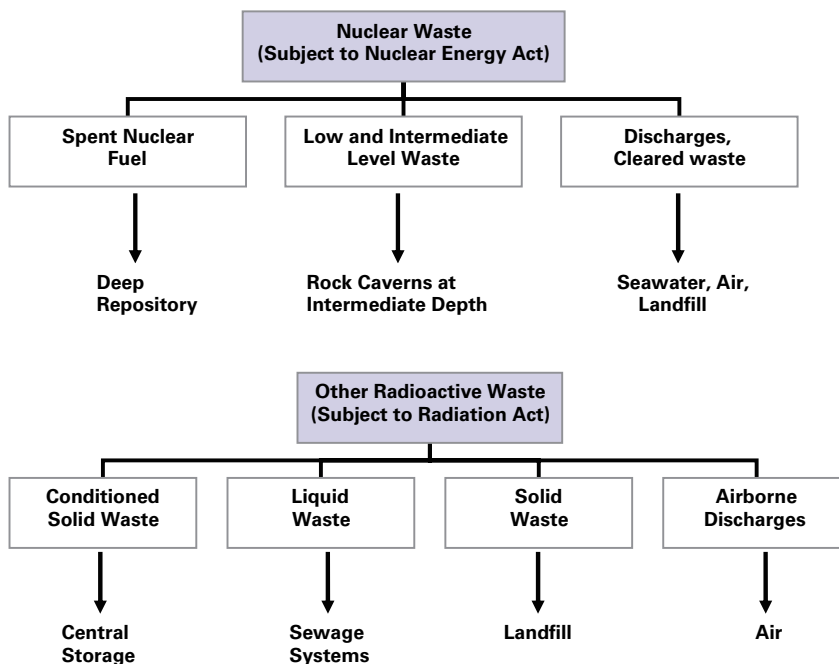 Nuclear Waste
(Subject to Nuclear Energy Act)
Spent Nuclear
Fuel
Low and Intermediate
Level Waste
Discharges,
Cleared waste
Deep
Repository
Rock Caverns at
Intermediate Depth
Seawater, Air,
Landfill
Other Radioactive Waste
(Subject to Radiation Act)
Conditioned
Solid Waste
Liquid
Waste
Solid
Waste
Airborne
Discharges
Central
Storage
Sewage
Systems
Landfill
Air